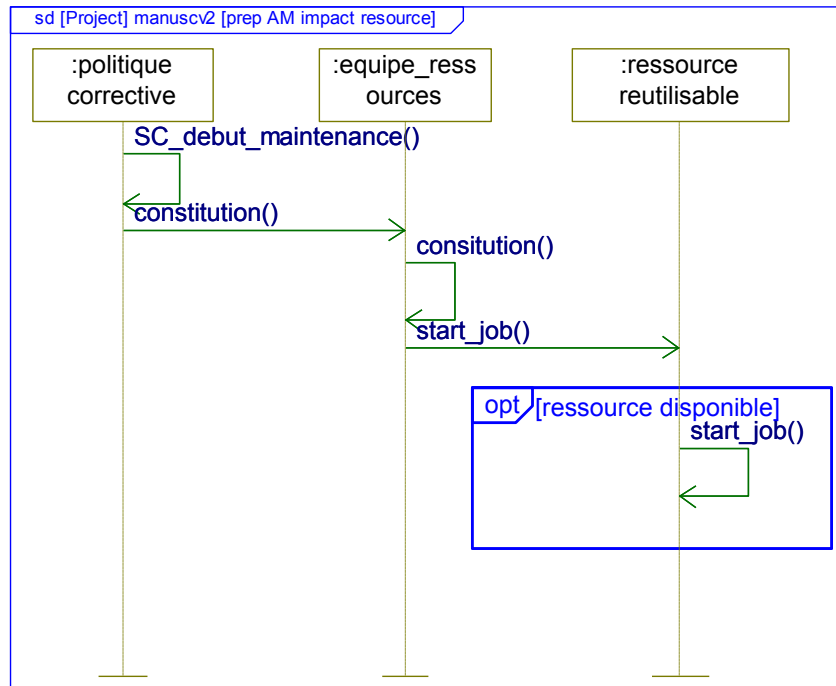 sd [Project] manuscv2 [prep AM impact resource]
:politique
corrective
:equipe_ress
ources
:ressource
reutilisable
SC_debut_maintenance()
constitution()
consitution()
start_job()
opt [ressource disponible]
start_job()